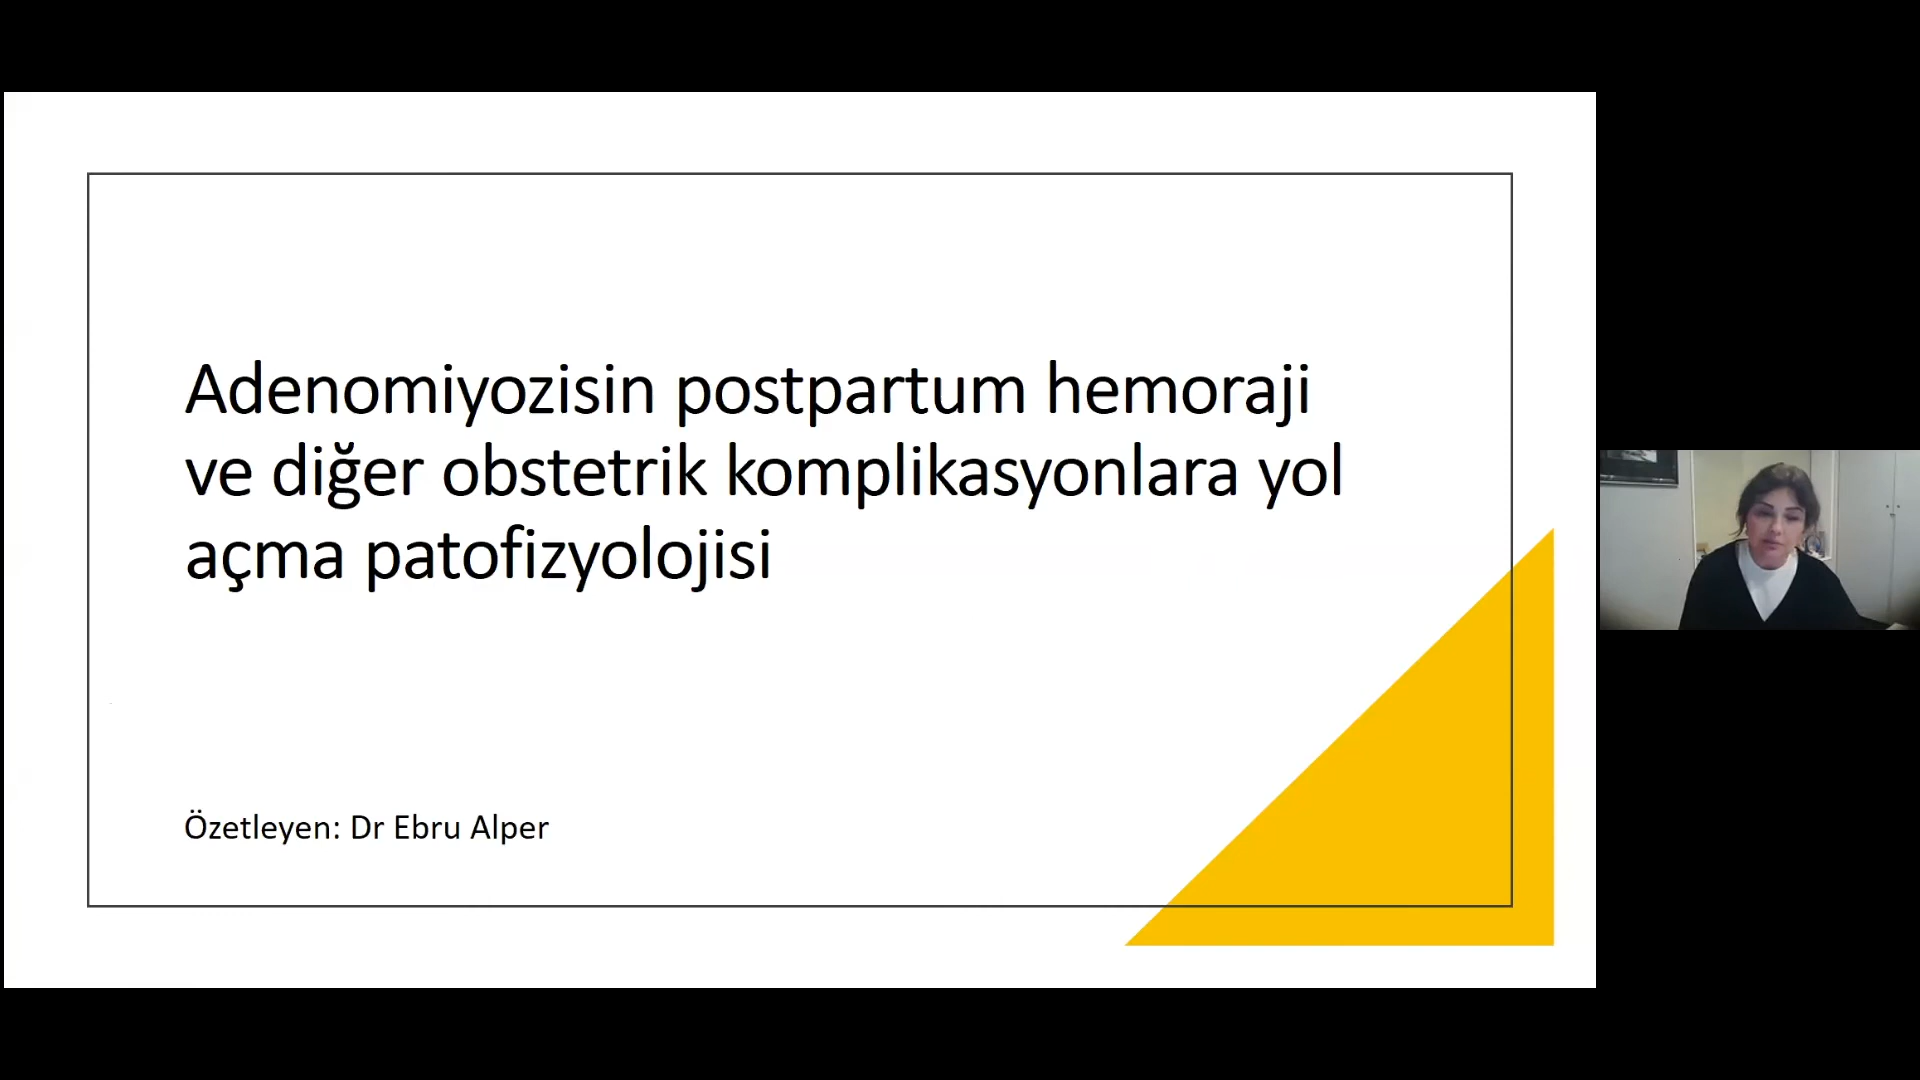 Adenomiyozisin postpartum hemoraji
ve diğer obstetrik komplikasyonlara yol
açma patofizyolojisi
Özetleyen: Dr Ebru Alper